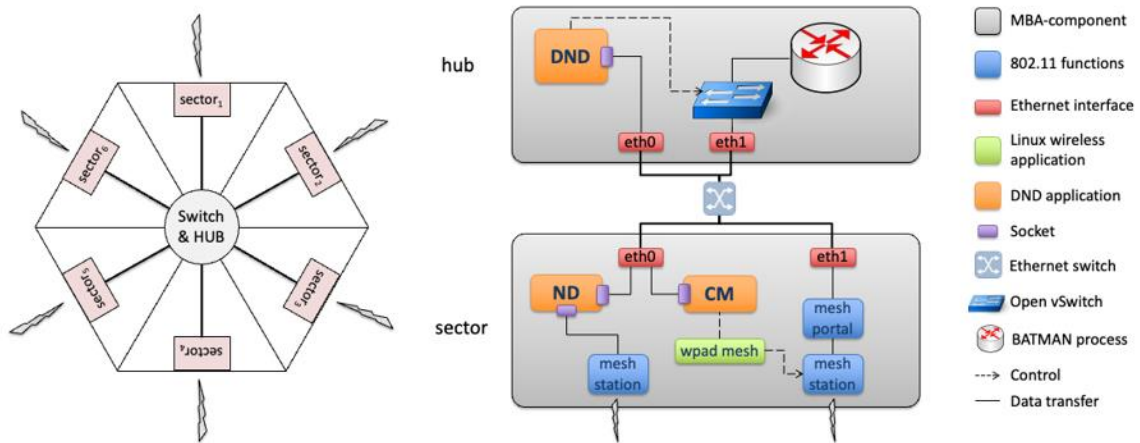 sector₁
sector₆
sector₂
Switch
& HUB
sector₅
sector₃
sector₄
hub
DND
eth0
eth1
sector
eth0
eth1
ND
CM
mesh
portal
wpad mesh
mesh
station
mesh
station
MBA-component
802.11 functions
Ethernet interface
Linux wireless
application
DND application
Socket
Ethernet switch
Open vSwitch
BATMAN process
Control
Data transfer